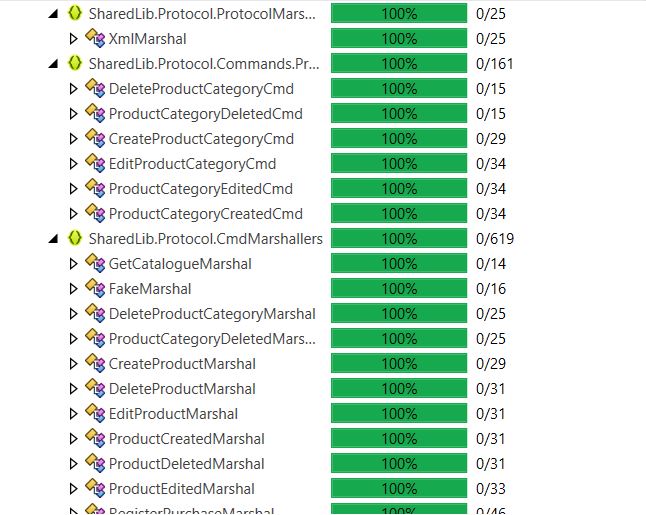 SharedLib.Protocol.ProtocolMars... 100% 0/25
XmlMarshal 100% 0/25
SharedLib.Protocol.Commands.Pr... 100% 0/161
DeleteProductCategoryCmd 100% 0/15
ProductCategoryDeletedCmd 100% 0/15
CreateProductCategoryCmd 100% 0/29
EditProductCategoryCmd 100% 0/34
ProductCategoryEditedCmd 100% 0/34
ProductCategoryCreatedCmd 100% 0/34
SharedLib.Protocol.CmdMarshallers 100% 0/619
GetCatalogueMarshal 100% 0/14
FakeMarshal 100% 0/16
DeleteProductCategoryMarshal 100% 0/25
ProductCategoryDeletedMars... 100% 0/25
CreateProductMarshal 100% 0/29
DeleteProductMarshal 100% 0/31
EditProductMarshal 100% 0/31
ProductCreatedMarshal 100% 0/31
ProductDeletedMarshal 100% 0/31
ProductEditedMarshal 100% 0/33
RegisterPurchaseMarshal 100% 0/46